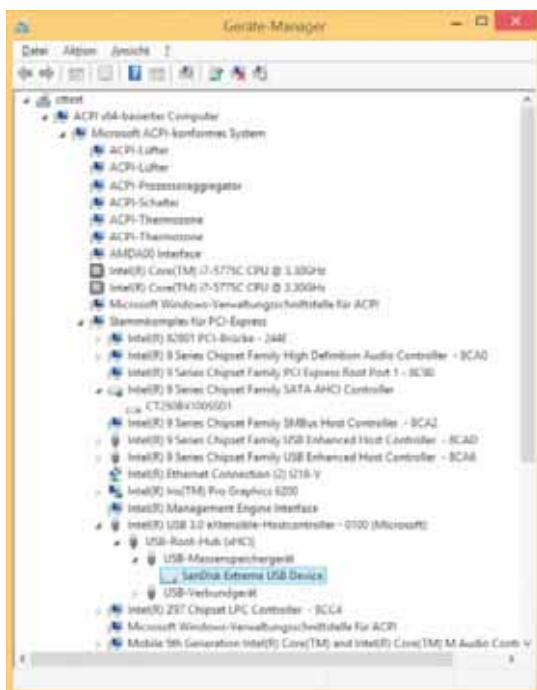 Geräte-Manager
Datei Aktion Ansicht ?
cttest
ACPI x64-basierter Computer
Microsoft ACPI-konformes System
ACPI-Lüfter
ACPI-Lüfter
ACPI-Prozessoraggregator
ACPI-Schalter
ACPI-Thermozone
ACPI-Thermozone
AMDA00 Interface
Intel(R) Core(TM) i7-5775C CPU @ 3.30GHz
Intel(R) Core(TM) i7-5775C CPU @ 3.30GHz
Microsoft Windows-Verwaltungsschnittstelle für ACPI
Stammkomplex für PCI-Express
Intel(R) 82801 PCI-Brücke - 244E
Intel(R) 9 Series Chipset Family High Definition Audio Controller - 8CA0
Intel(R) 9 Series Chipset Family PCI Express Root Port 1 - 8C90
Intel(R) 9 Series Chipset Family SATA AHCI Controller
CT250BX100SSD1
Intel(R) 9 Series Chipset Family SMBus Host Controller - 8CA2
Intel(R) 9 Series Chipset Family USB Enhanced Host Controller - 8CAD
Intel(R) 9 Series Chipset Family USB Enhanced Host Controller - 8CA6
Intel(R) Ethernet Connection (2) I218-V
Intel(R) Iris(TM) Pro Graphics 6200
Intel(R) Management Engine Interface
Intel(R) USB 3.0 eXtensible-Hostcontroller - 0100 (Microsoft)
USB-Root-Hub (xHCI)
USB-Massenspeichergerät
SanDisk Extreme USB Device
USB-Verbundgerät
Intel(R) Z97 Chipset LPC Controller - 8CC4
Microsoft Windows-Verwaltungsschnittstelle für ACPI
Mobile 5th Generation Intel(R) Core(TM) and Intel(R) Core(TM) M Audio Contr